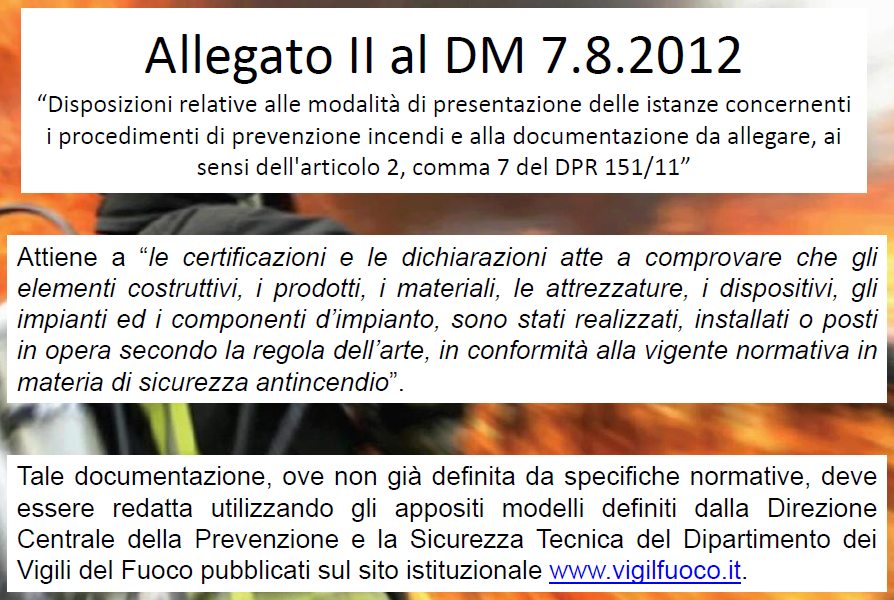 Allegato II al DM 7.8.2012
“Disposizioni relative alle modalità di presentazione delle istanze concernenti
i procedimenti di prevenzione incendi e alla documentazione da allegare, ai
sensi dell'articolo 2, comma 7 del DPR 151/11”
Attiene a “le certificazioni e le dichiarazioni atte a comprovare che gli
elementi costruttivi, i prodotti, i materiali, le attrezzature, i dispositivi, gli
impianti ed i componenti d’impianto, sono stati realizzati, installati o posti
in opera secondo la regola dell’arte, in conformità alla vigente normativa in
materia di sicurezza antincendio”.
Tale documentazione, ove non già definita da specifiche normative, deve
essere redatta utilizzando gli appositi modelli definiti dalla Direzione
Centrale della Prevenzione e la Sicurezza Tecnica del Dipartimento dei
Vigili del Fuoco pubblicati sul sito istituzionale www.vigilfuoco.it.